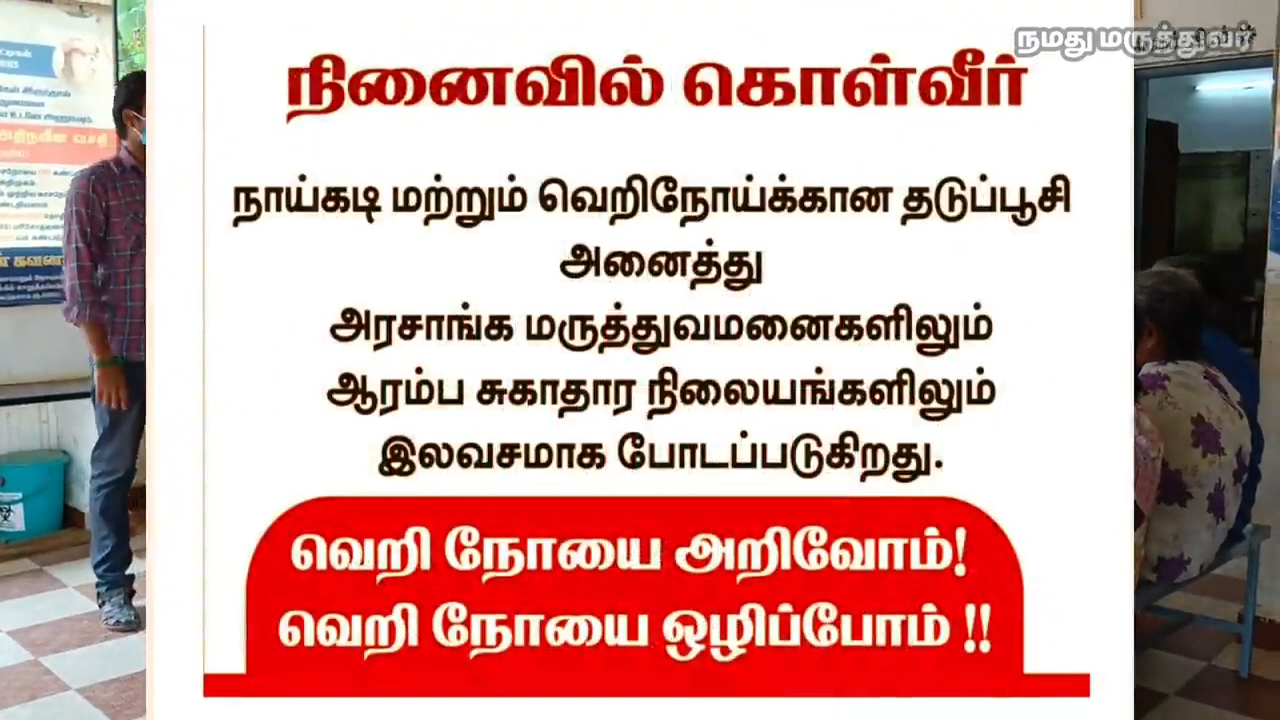 நமது மருத்துவர்
நினைவில் கொள்வீர்
நாய்கடி மற்றும் வெறிநோய்க்கான தடுப்பூசி
அனைத்து
அரசாங்க மருத்துவமனைகளிலும்
ஆரம்ப சுகாதார நிலையங்களிலும்
இலவசமாக போடப்படுகிறது.
வெறி நோயை அறிவோம்!
வெறி நோயை ஒழிப்போம் !!